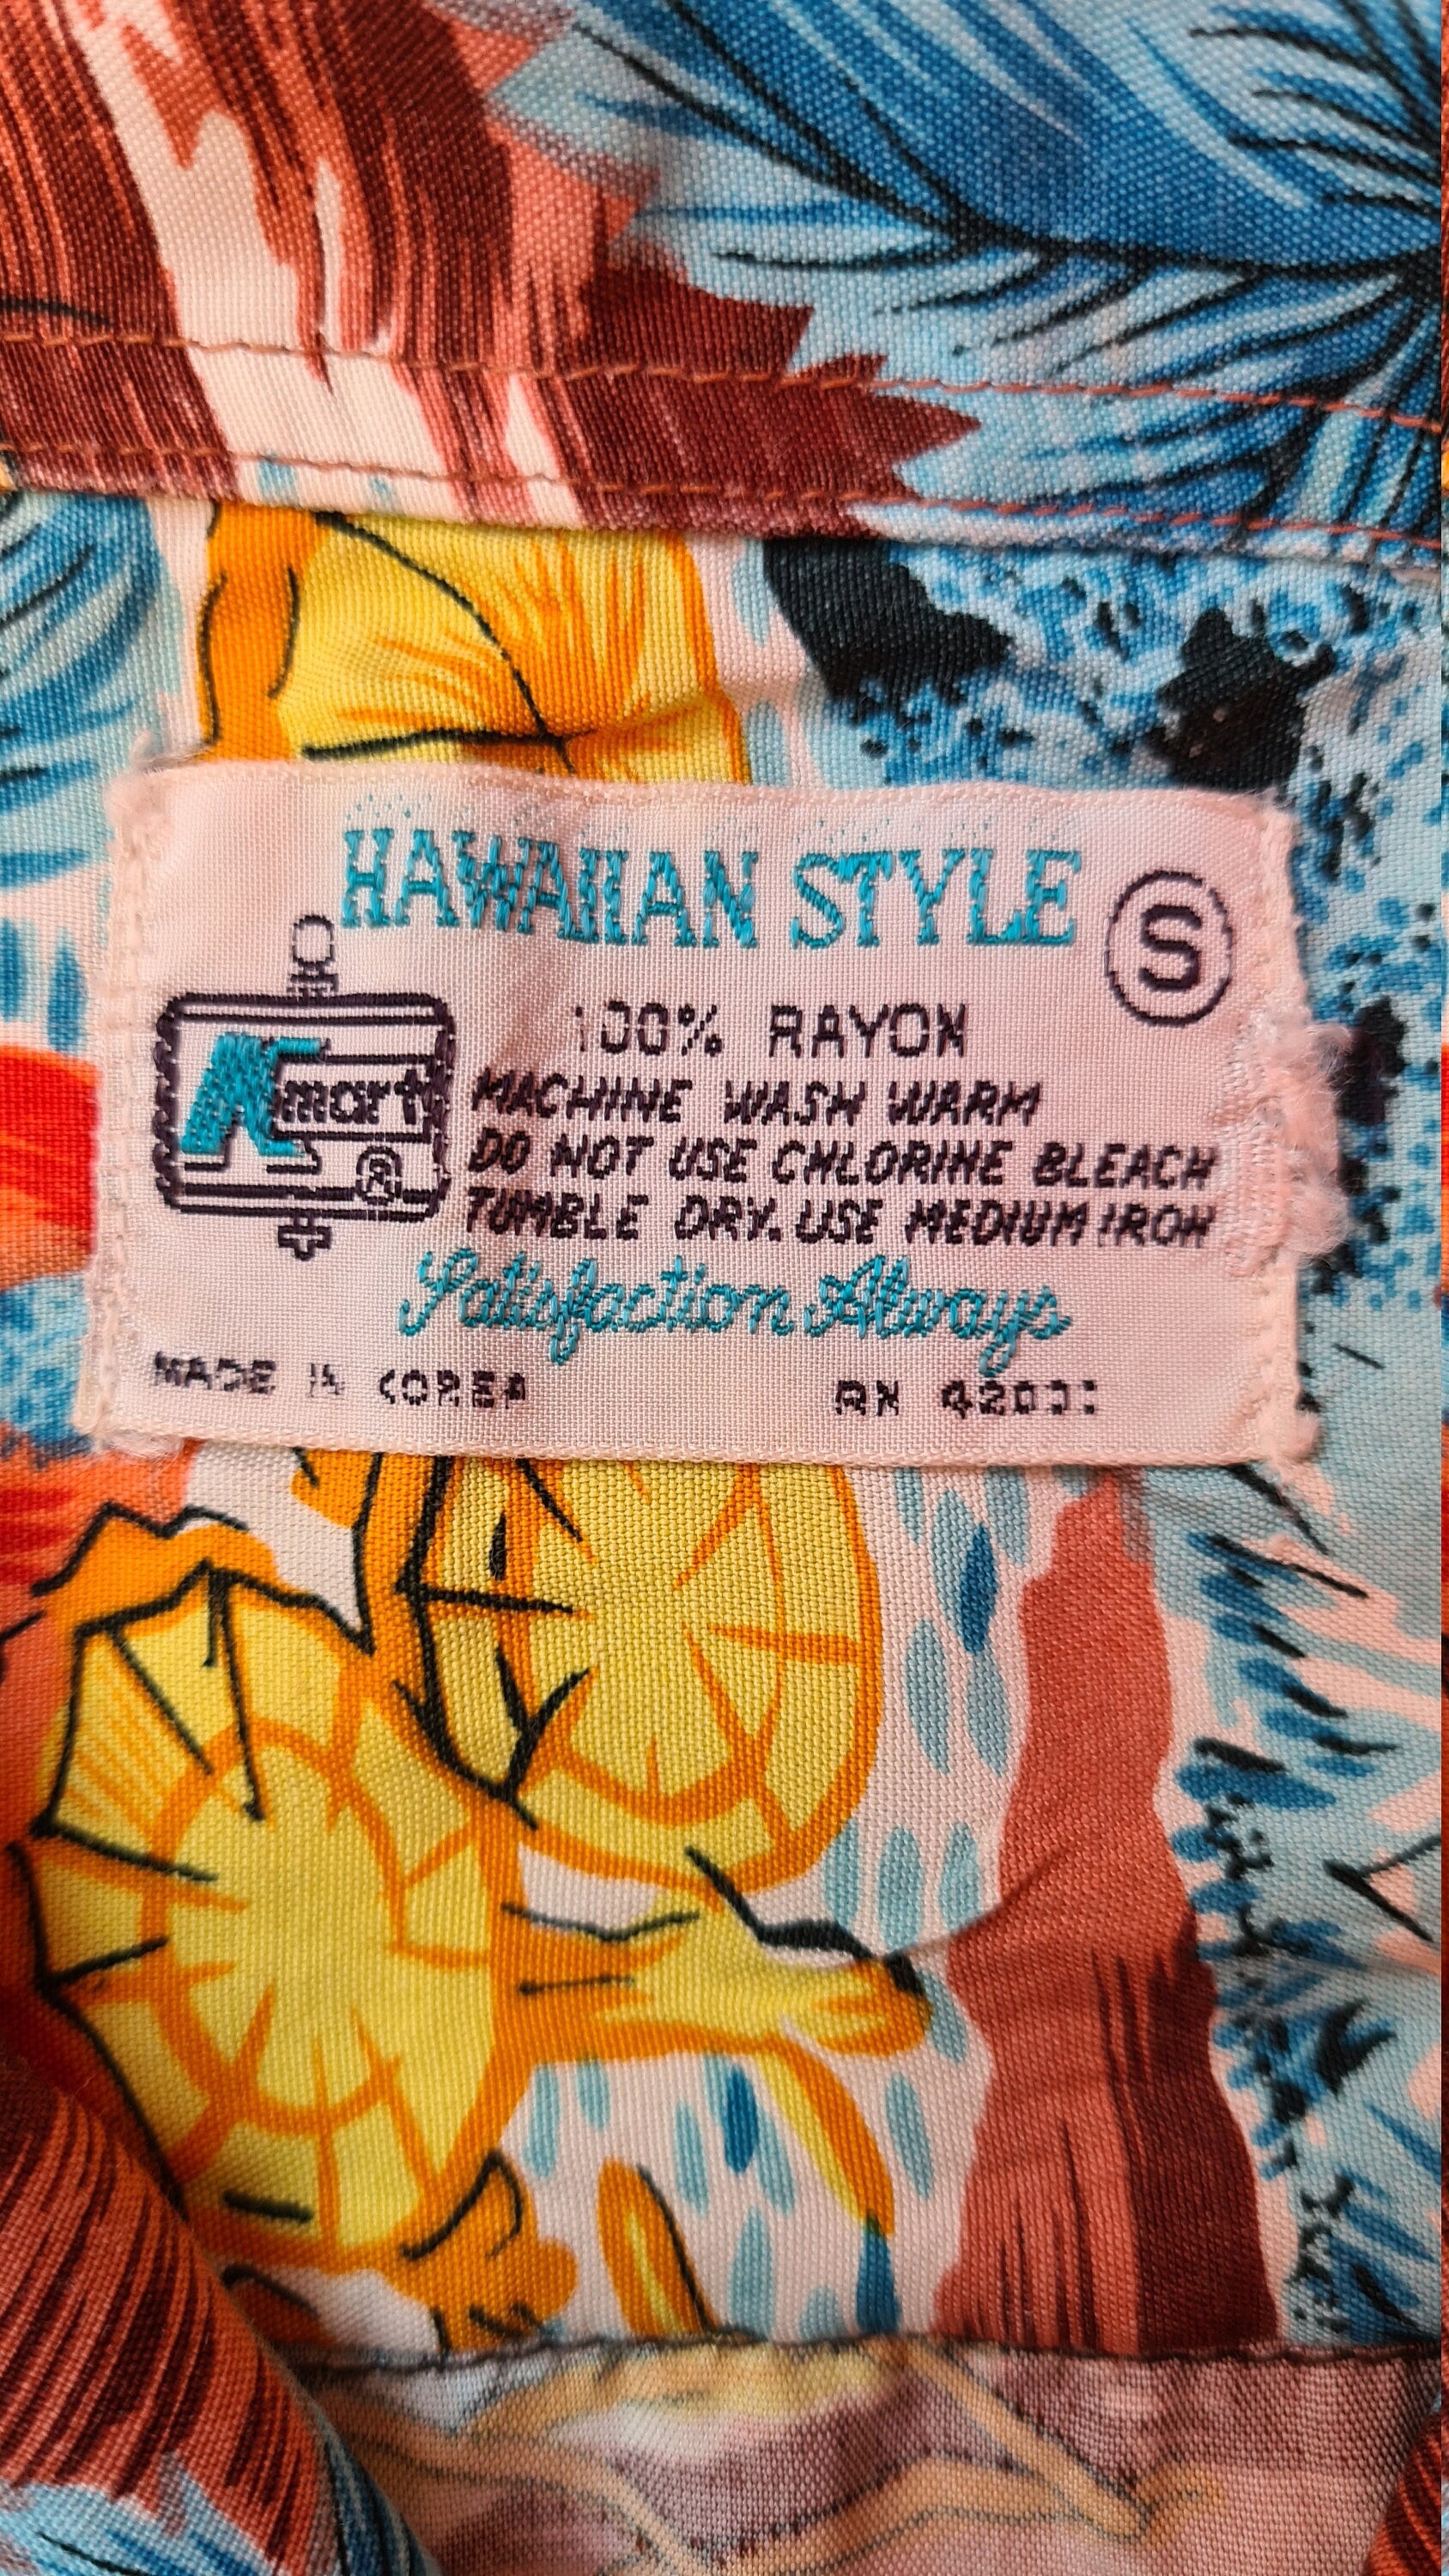 HAWAIIAN STYLE
S
Kmart
®
100% RAYON
MACHINE WASH WARM
DO NOT USE CHLORINE BLEACH
TUMBLE DRY. USE MEDIUM IRON
Satisfaction Always
MADE IN KOREA
RN